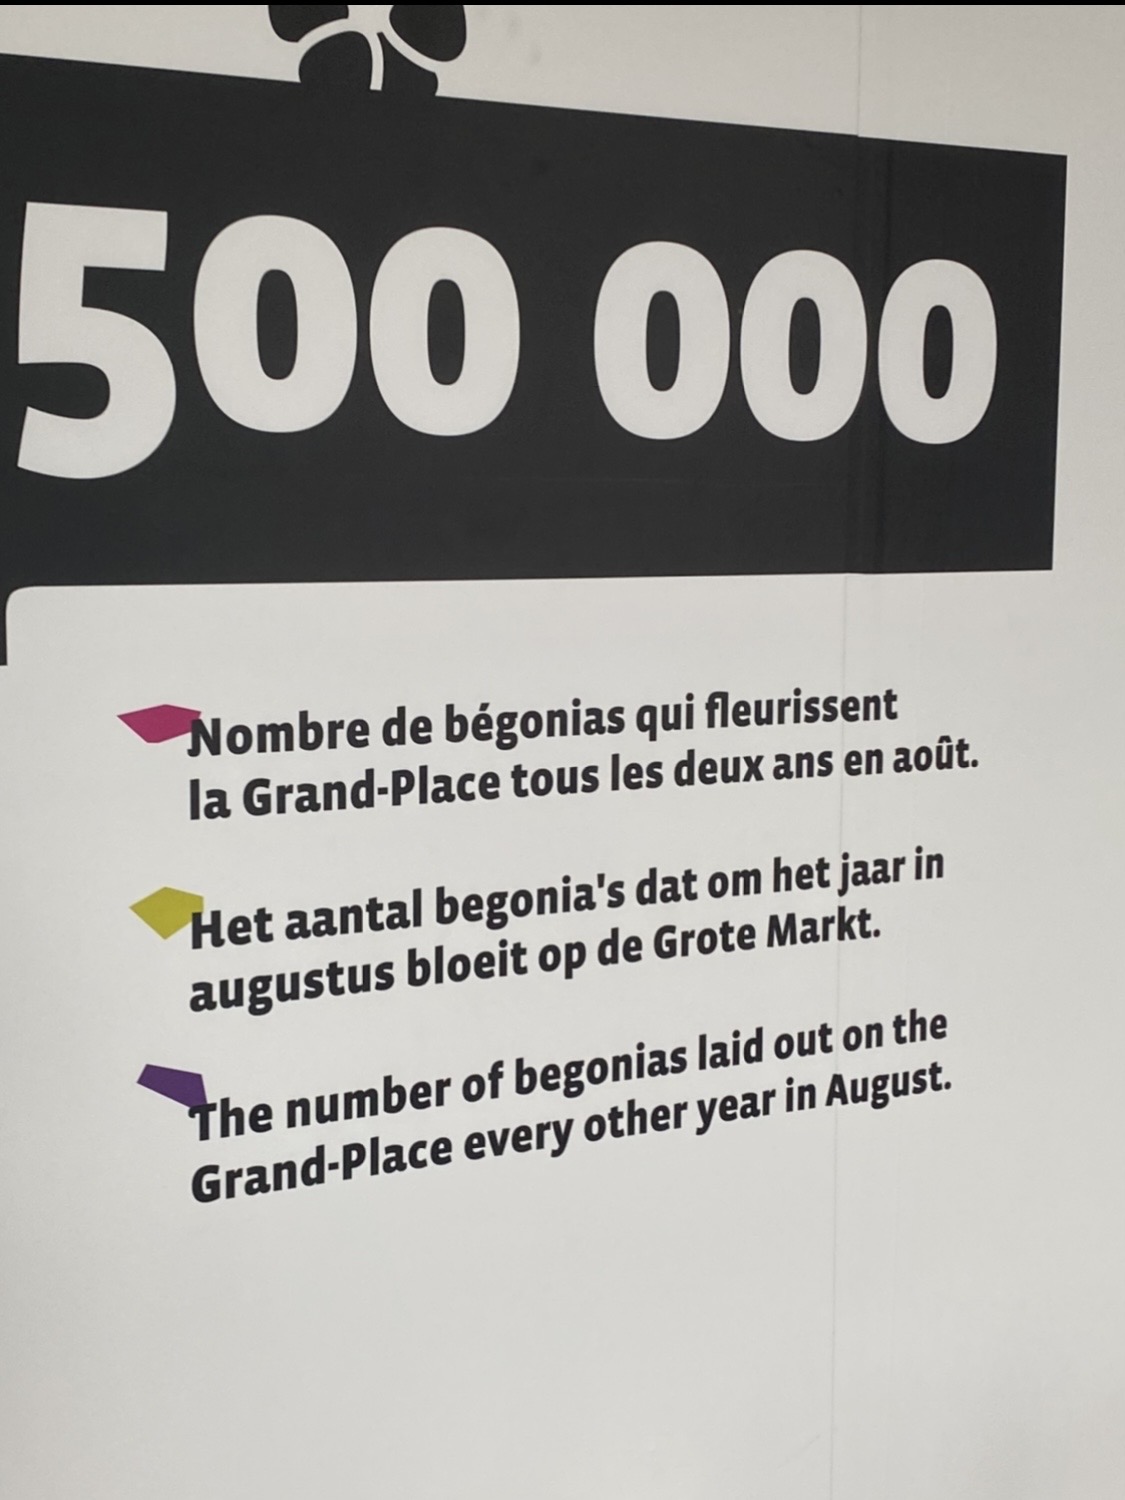 500 000
Nombre de bégonias qui fleurissent
la Grand-Place tous les deux ans en août.
Het aantal begonia's dat om het jaar in
augustus bloeit op de Grote Markt.
The number of begonias laid out on the
Grand-Place every other year in August.